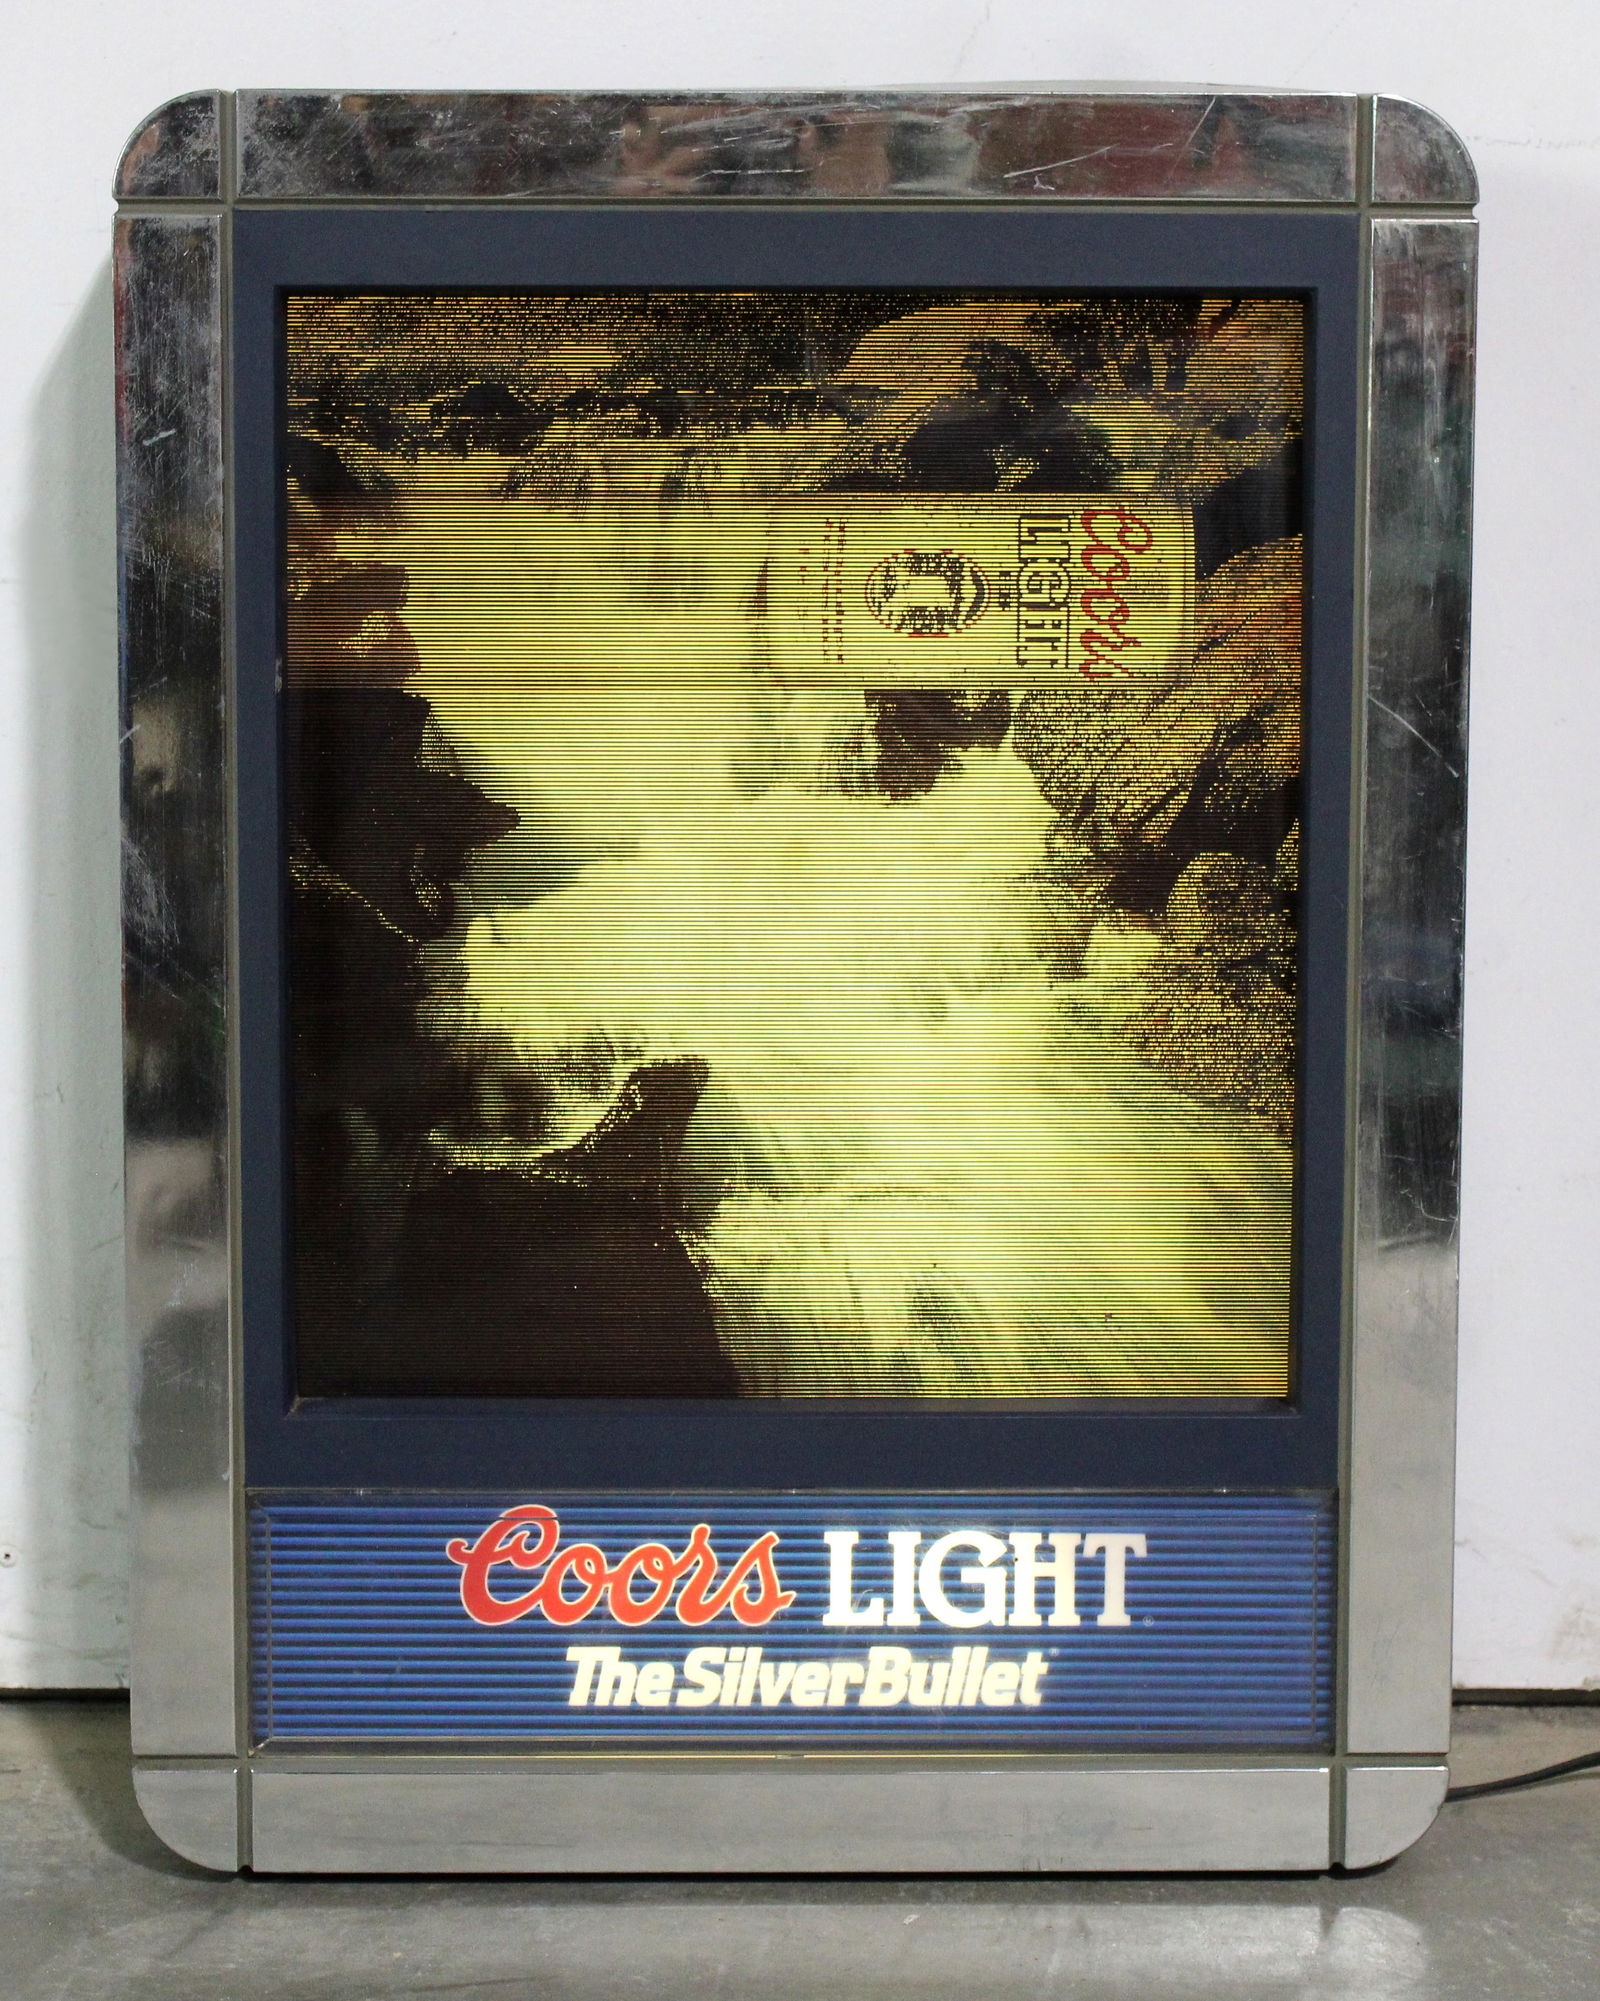 Coors
LIGHT
Coors LIGHT®
The Silver Bullet